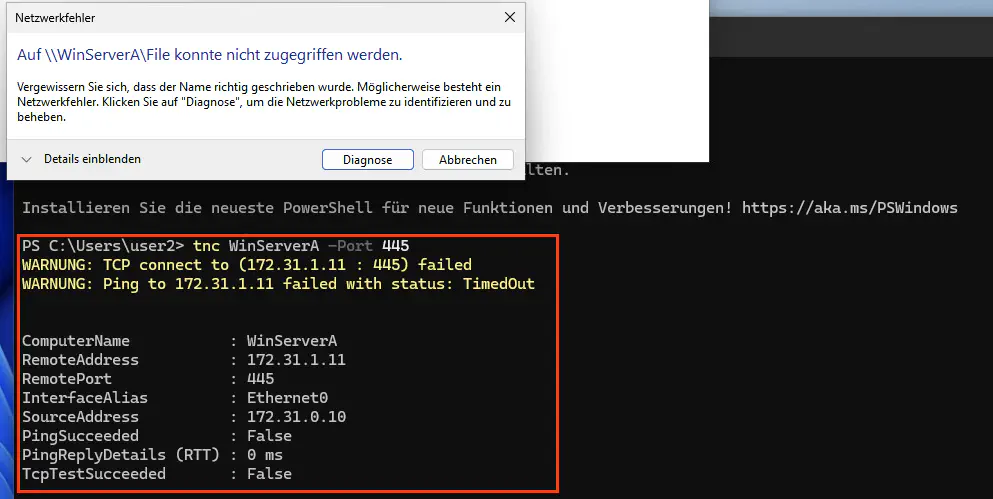 Netzwerkfehler
Auf \\WinServerA\File konnte nicht zugegriffen werden.
Vergewissern Sie sich, dass der Name richtig geschrieben wurde. Möglicherweise besteht ein
Netzwerkfehler. Klicken Sie auf "Diagnose", um die Netzwerkprobleme zu identifizieren und zu
beheben.
Details einblenden
Diagnose
Abbrechen
lten.
Installieren Sie die neueste PowerShell für neue Funktionen und Verbesserungen! https://aka.ms/PSWindows
PS C:\Users\user2> tnc WinServerA -Port 445
WARNUNG: TCP connect to (172.31.1.11 : 445) failed
WARNUNG: Ping to 172.31.1.11 failed with status: TimedOut
ComputerName : WinServerA
RemoteAddress : 172.31.1.11
RemotePort : 445
InterfaceAlias : Ethernet0
SourceAddress : 172.31.0.10
PingSucceeded : False
PingReplyDetails (RTT) : 0 ms
TcpTestSucceeded : False